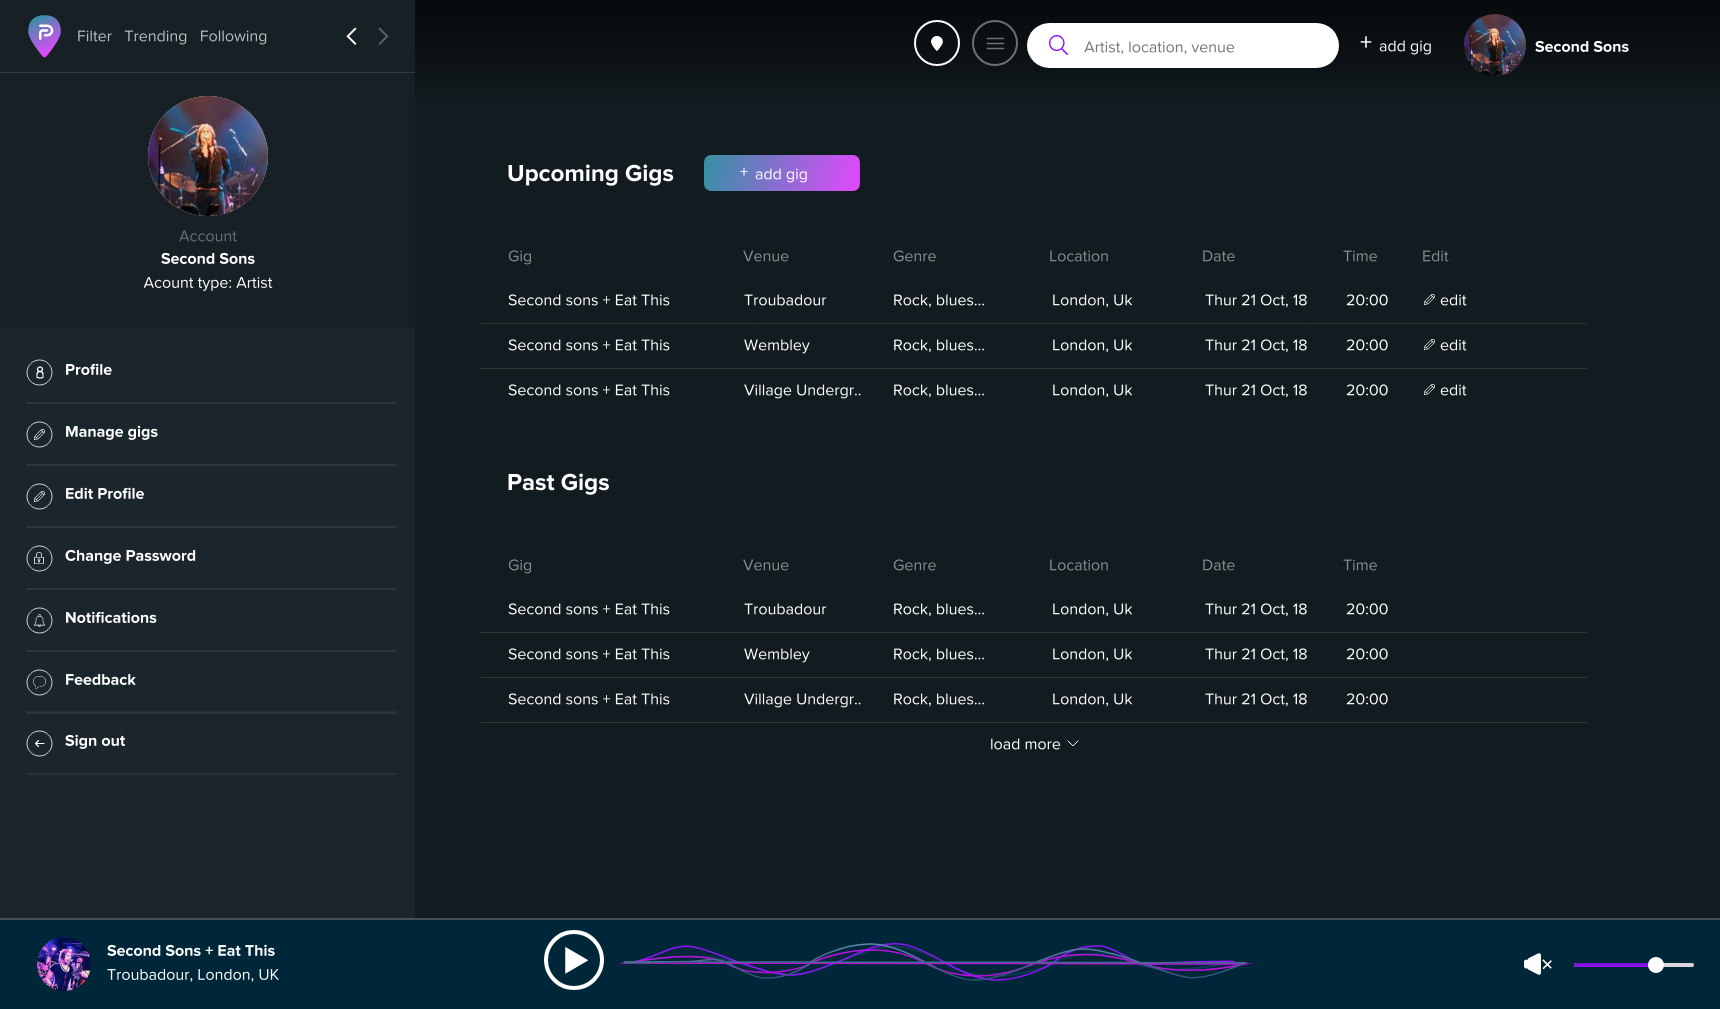 Filter Trending Following
Artist, location, venue
+ add gig
Second Sons
Account
Second Sons
Acount type: Artist
Profile
Manage gigs
Edit Profile
Change Password
Notifications
Feedback
Sign out
Upcoming Gigs
+ add gig
Gig Venue Genre Location Date Time Edit
Second sons + Eat This Troubadour Rock, blues... London, Uk Thur 21 Oct, 18 20:00 edit
Second sons + Eat This Wembley Rock, blues... London, Uk Thur 21 Oct, 18 20:00 edit
Second sons + Eat This Village Undergr.. Rock, blues... London, Uk Thur 21 Oct, 18 20:00 edit
Past Gigs
Gig Venue Genre Location Date Time
Second sons + Eat This Troubadour Rock, blues... London, Uk Thur 21 Oct, 18 20:00
Second sons + Eat This Wembley Rock, blues... London, Uk Thur 21 Oct, 18 20:00
Second sons + Eat This Village Undergr.. Rock, blues... London, Uk Thur 21 Oct, 18 20:00
load more
Second Sons + Eat This
Troubadour, London, UK